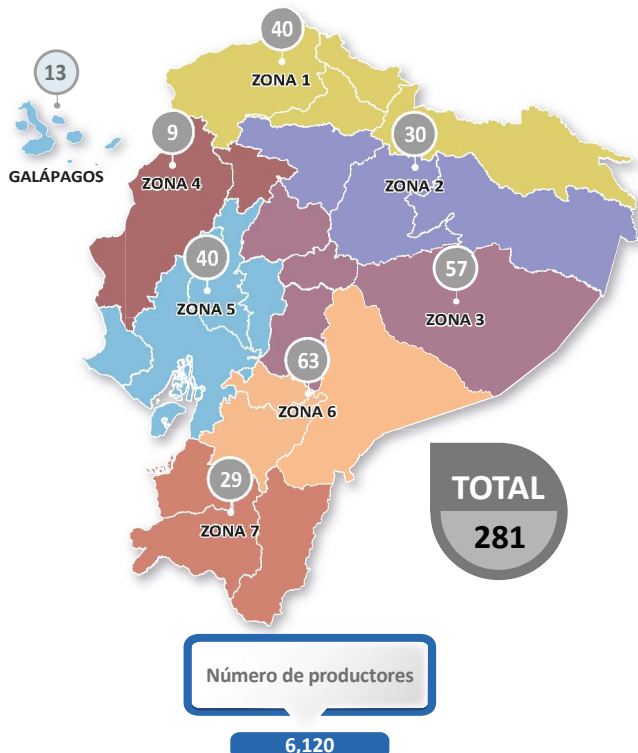 40
ZONA 1
13
GALÁPAGOS
9
ZONA 4
30
ZONA 2
40
ZONA 5
57
ZONA 3
63
ZONA 6
29
ZONA 7
TOTAL
281
Número de productores
6,120